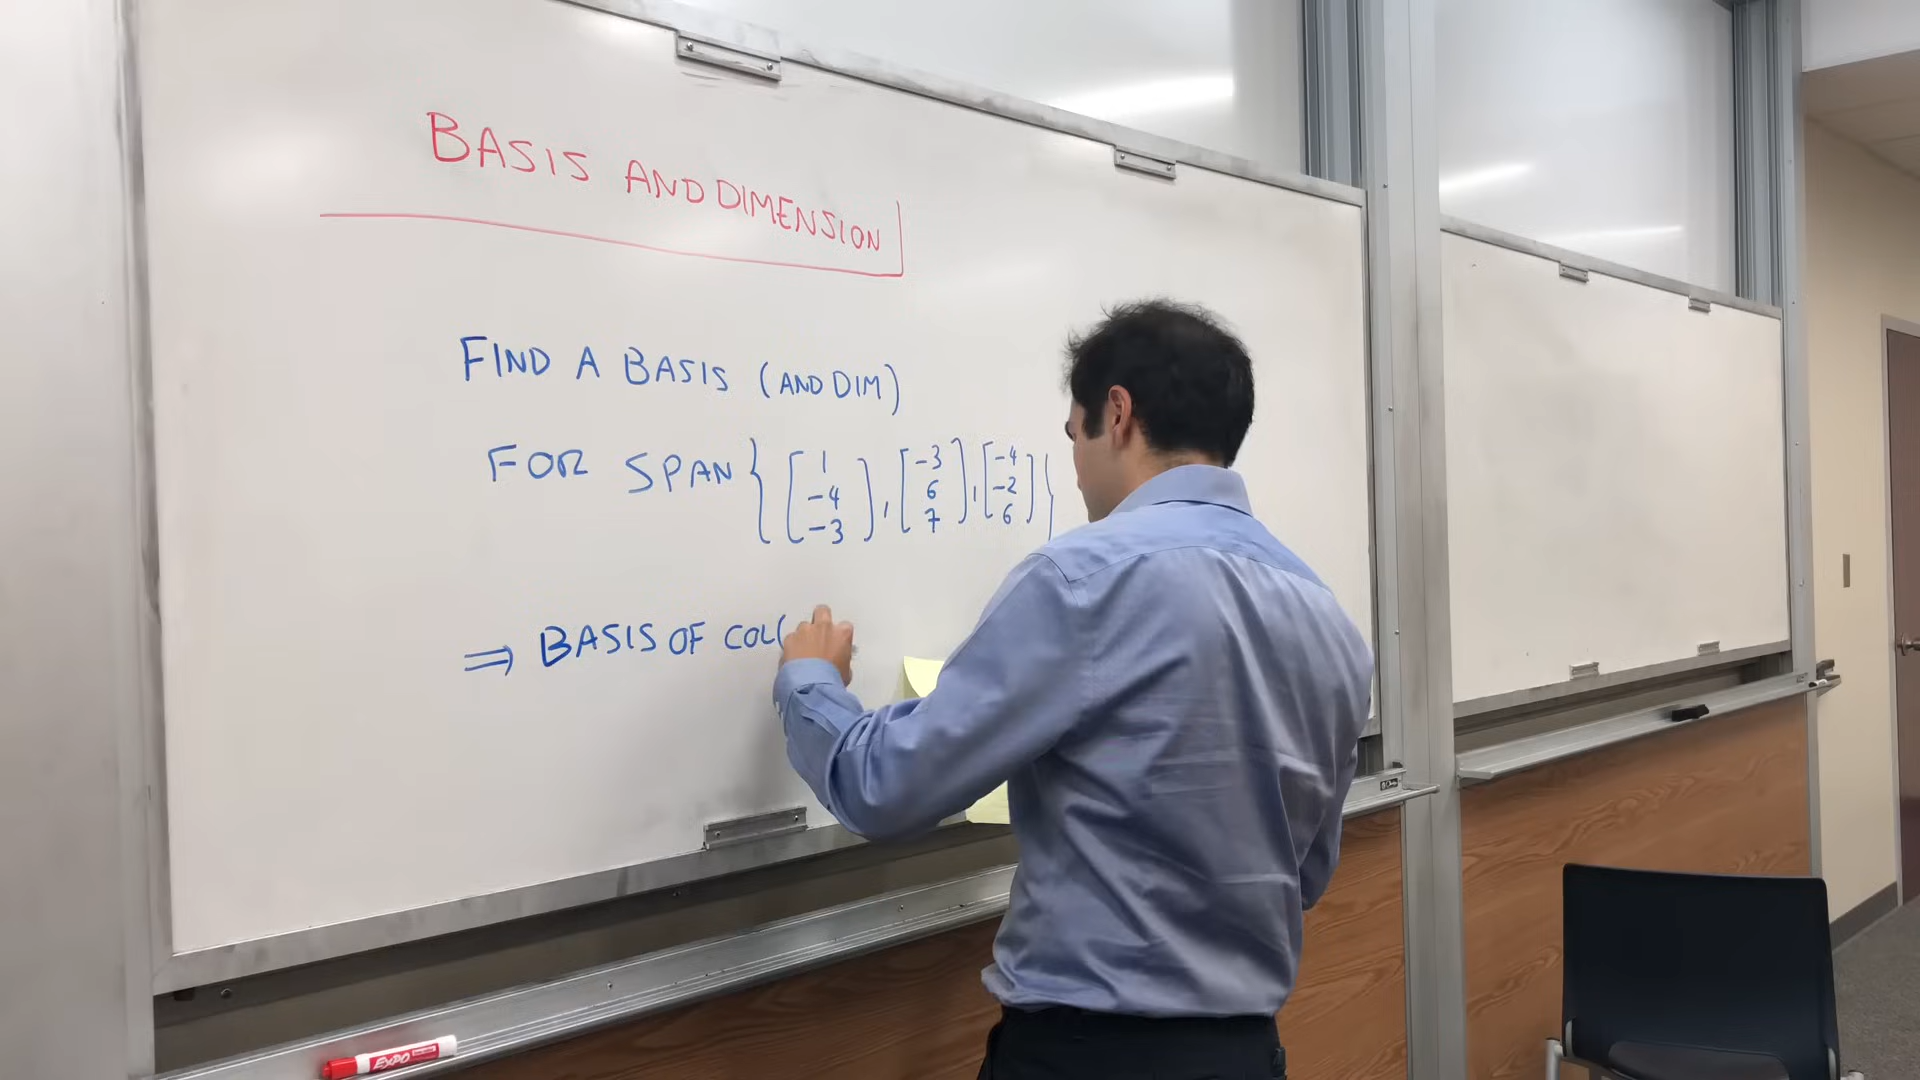 BASIS AND DIMENSION
FIND A BASIS (AND DIM)
FOR SPAN { [ 1 -4 -3 ], [ -3 6 7 ], [ -4 -2 6 ] }
⇒ BASIS OF COL(
EXPO